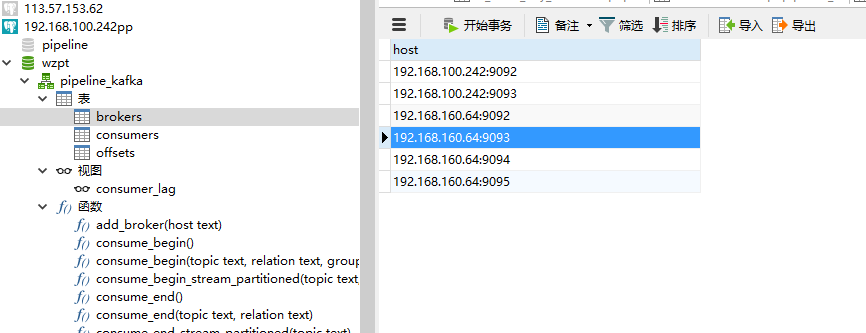 113.57.153.62
192.168.100.242pp
pipeline
wzpt
pipeline_kafka
表
brokers
consumers
offsets
视图
consumer_lag
函数
add_broker(host text)
consume_begin()
consume_begin(topic text, relation text, group
consume_begin_stream_partitioned(topic text,
consume_end()
consume_end(topic text, relation text)
consume_end_stream_partitioned(topic text)
开始事务 备注 筛选 排序 导入 导出
host
192.168.100.242:9092
192.168.100.242:9093
192.168.160.64:9092
192.168.160.64:9093
192.168.160.64:9094
192.168.160.64:9095